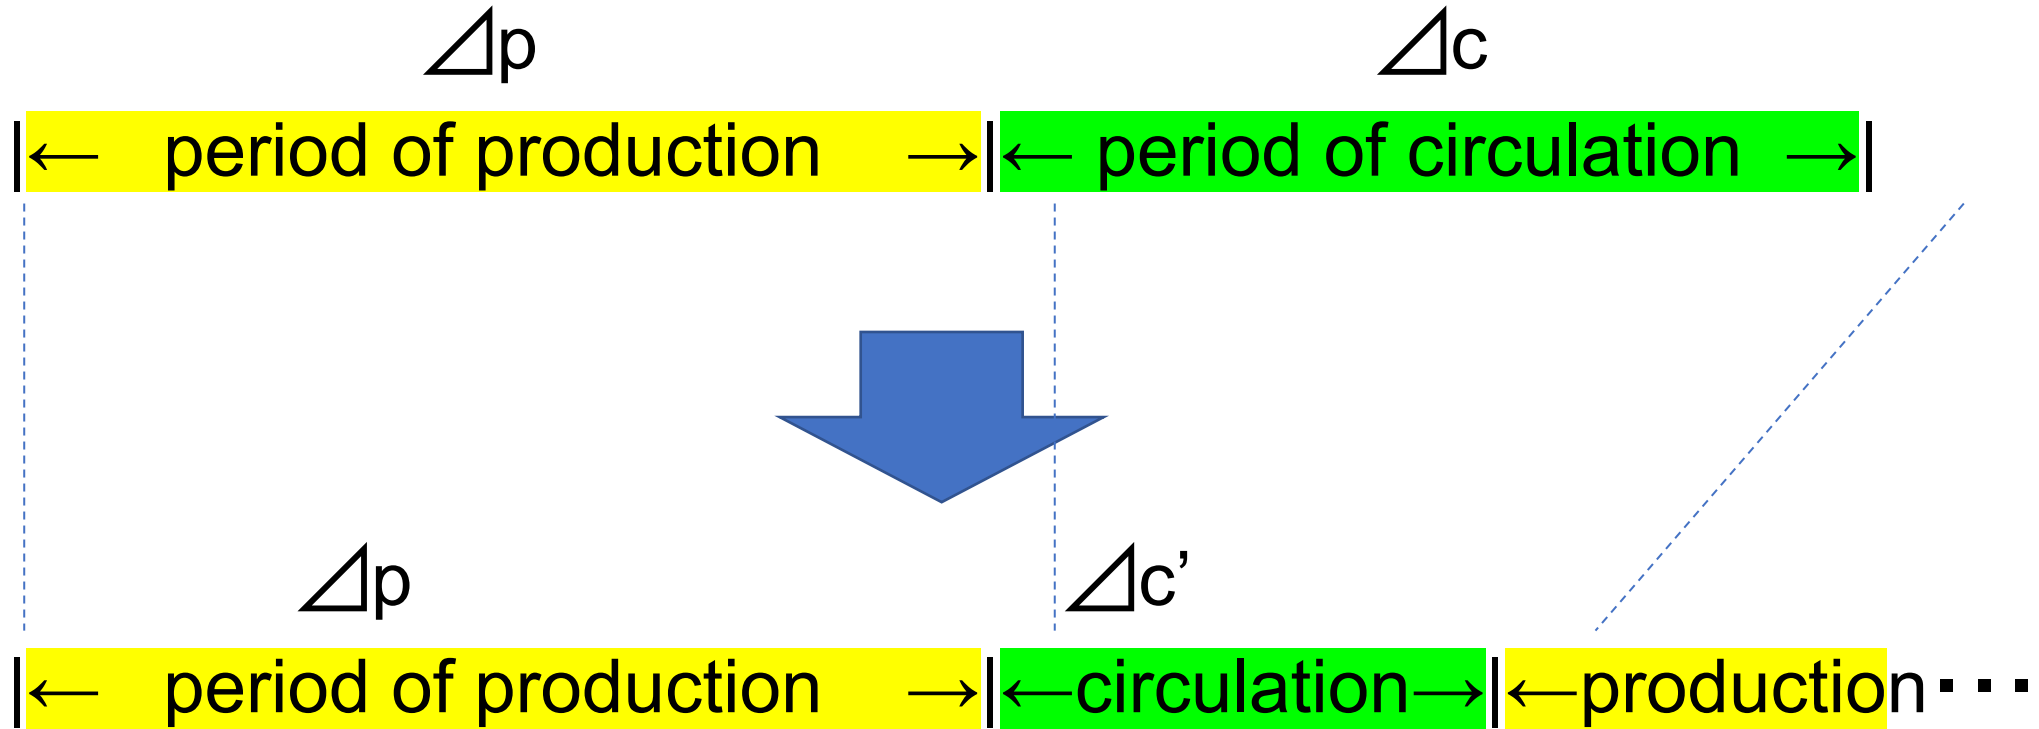 ⊿p ⊿c
|← period of production →|← period of circulation →|
⊿p ⊿c’
|← period of production →|←circulation→|←production･･･